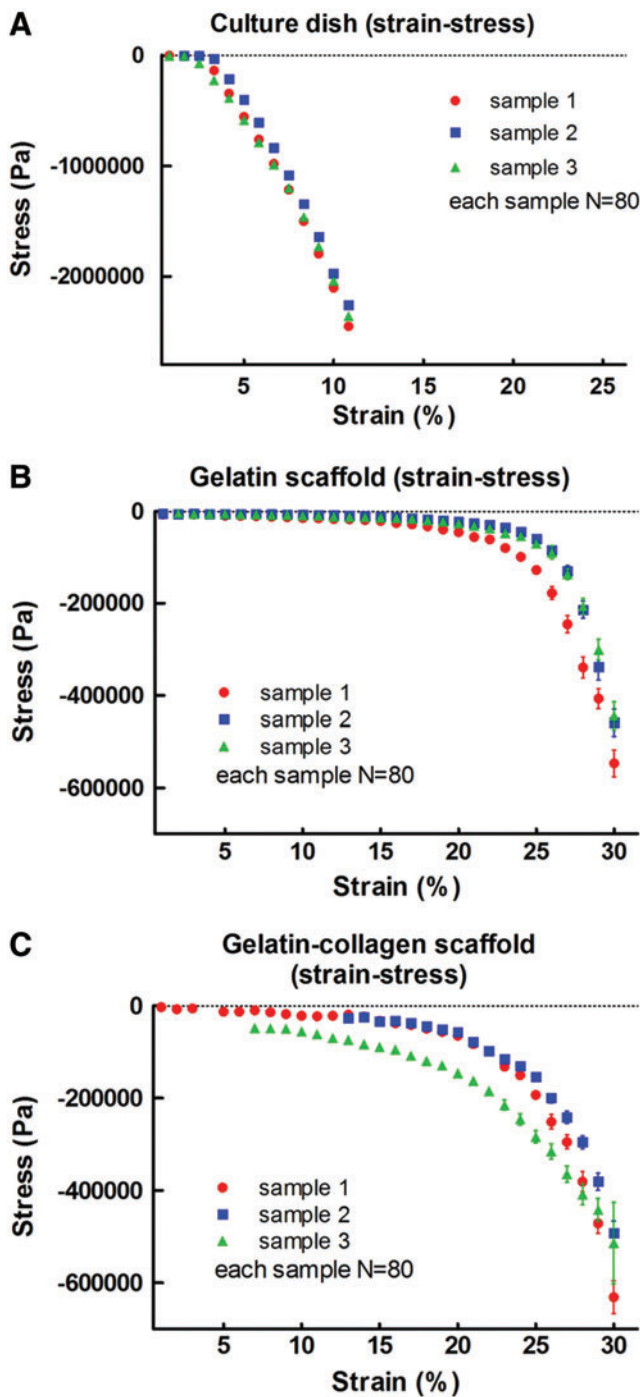 A
Culture dish (strain-stress)
0
-1000000
-2000000
Stress (Pa)
sample 1
sample 2
sample 3
each sample N=80
5 10 15 20 25
Strain (%)
B
Gelatin scaffold (strain-stress)
0
-200000
-400000
-600000
Stress (Pa)
sample 1
sample 2
sample 3
each sample N=80
5 10 15 20 25 30
Strain (%)
C
Gelatin-collagen scaffold
(strain-stress)
0
-200000
-400000
-600000
Stress (Pa)
sample 1
sample 2
sample 3
each sample N=80
5 10 15 20 25 30
Strain (%)